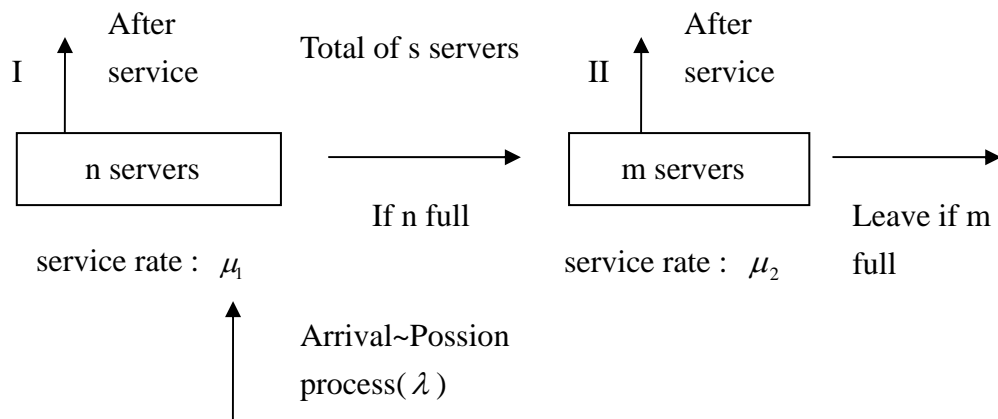 After
service
I
Total of s servers
After
service
II
n servers
m servers
If n full
Leave if m
full
service rate : μ₁
service rate : μ₂
Arrival~Possion
process(λ)